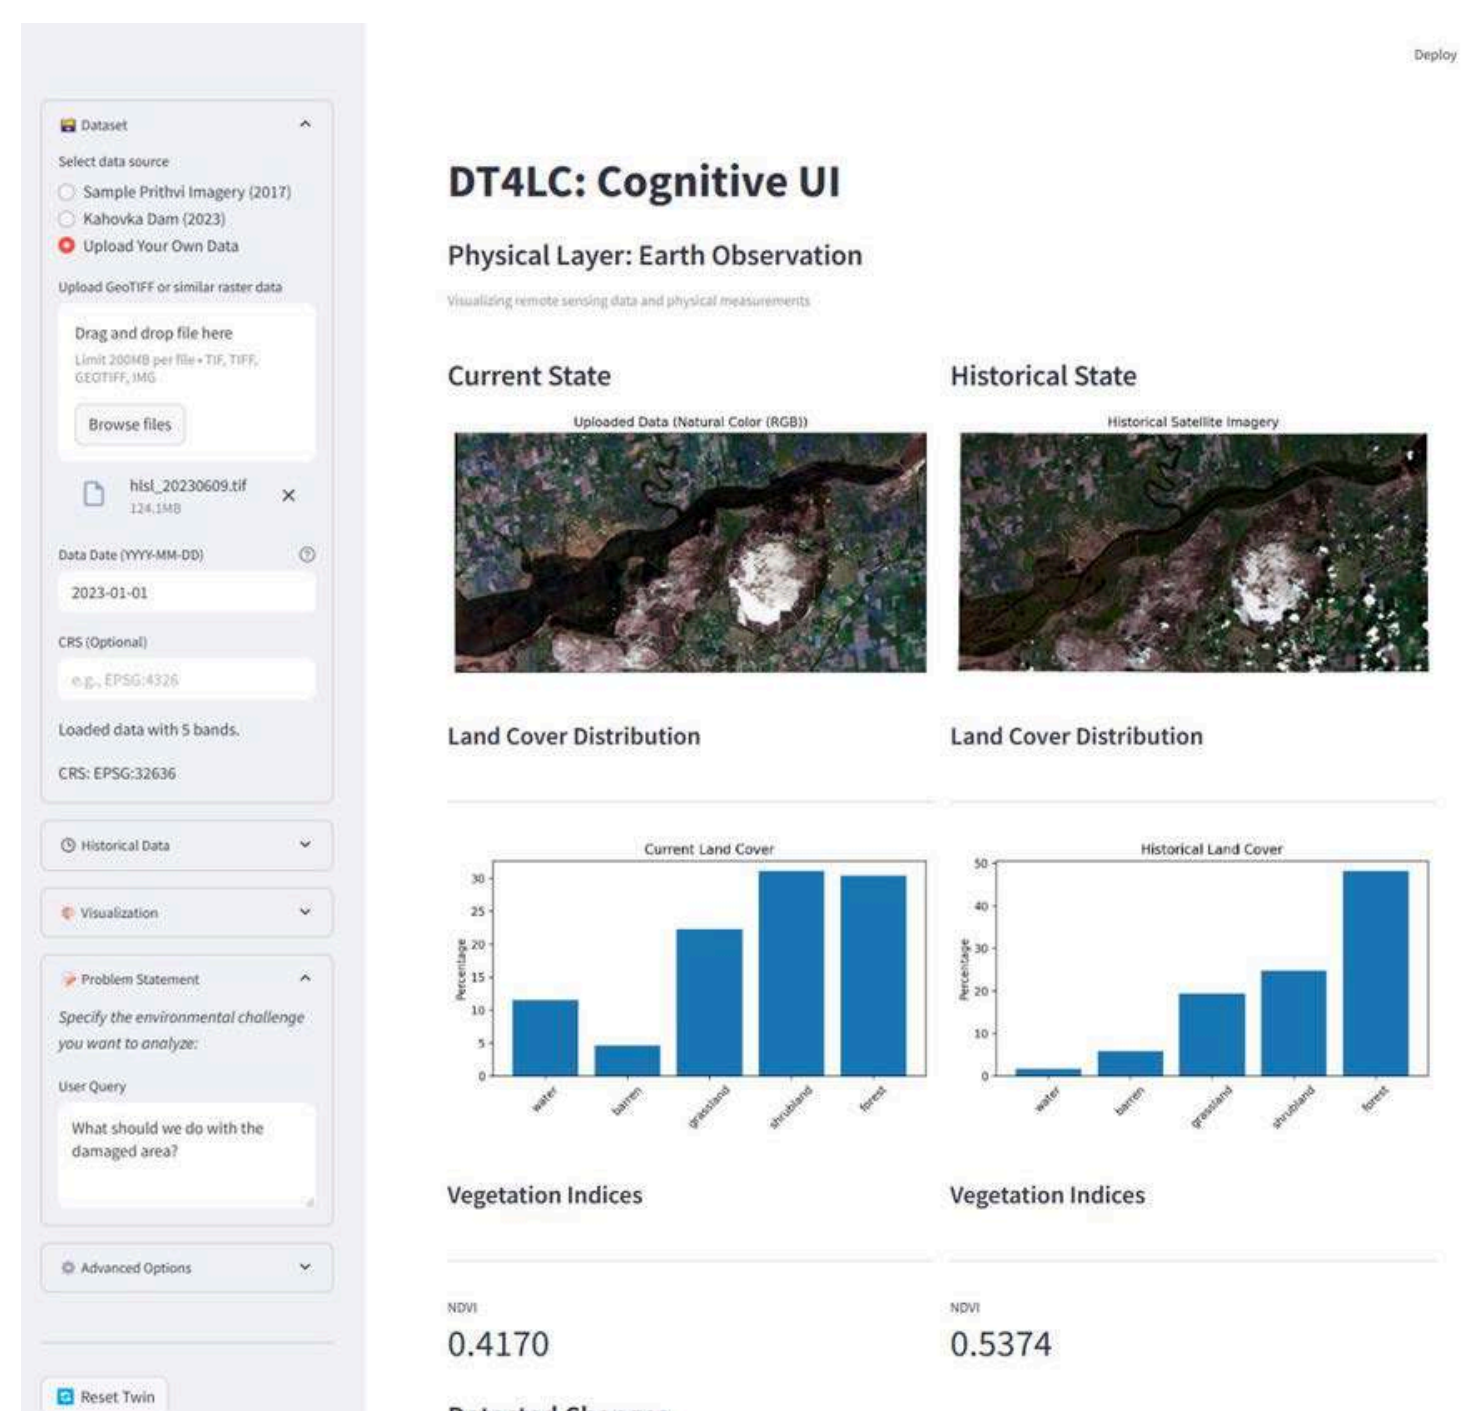 Deploy
Dataset
Select data source
Sample Prithvi Imagery (2017)
Kahovka Dam (2023)
Upload Your Own Data
Upload GeoTIFF or similar raster data
Drag and drop file here
Limit 200MB per file • TIF, TIFF,
GEOTIFF, IMG
Browse files
hlsl_20230609.tif
124.1MB
Data Date (YYYY-MM-DD)
2023-01-01
CRS (Optional)
e.g., EPSG:4326
Loaded data with 5 bands.
CRS: EPSG:32636
Historical Data
Visualization
Problem Statement
Specify the environmental challenge
you want to analyze:
User Query
What should we do with the
damaged area?
Advanced Options
Reset Twin
DT4LC: Cognitive UI
Physical Layer: Earth Observation
Visualizing remote sensing data and physical measurements
Current State
Uploaded Data (Natural Color (RGB))
Land Cover Distribution
Current Land Cover
Percentage
30
25
20
15
10
5
0
water
barren
grassland
shrubland
forest
Vegetation Indices
NDVI
0.4170
Historical State
Historical Satellite Imagery
Land Cover Distribution
Historical Land Cover
Percentage
50
40
30
20
10
0
water
barren
grassland
shrubland
forest
Vegetation Indices
NDVI
0.5374